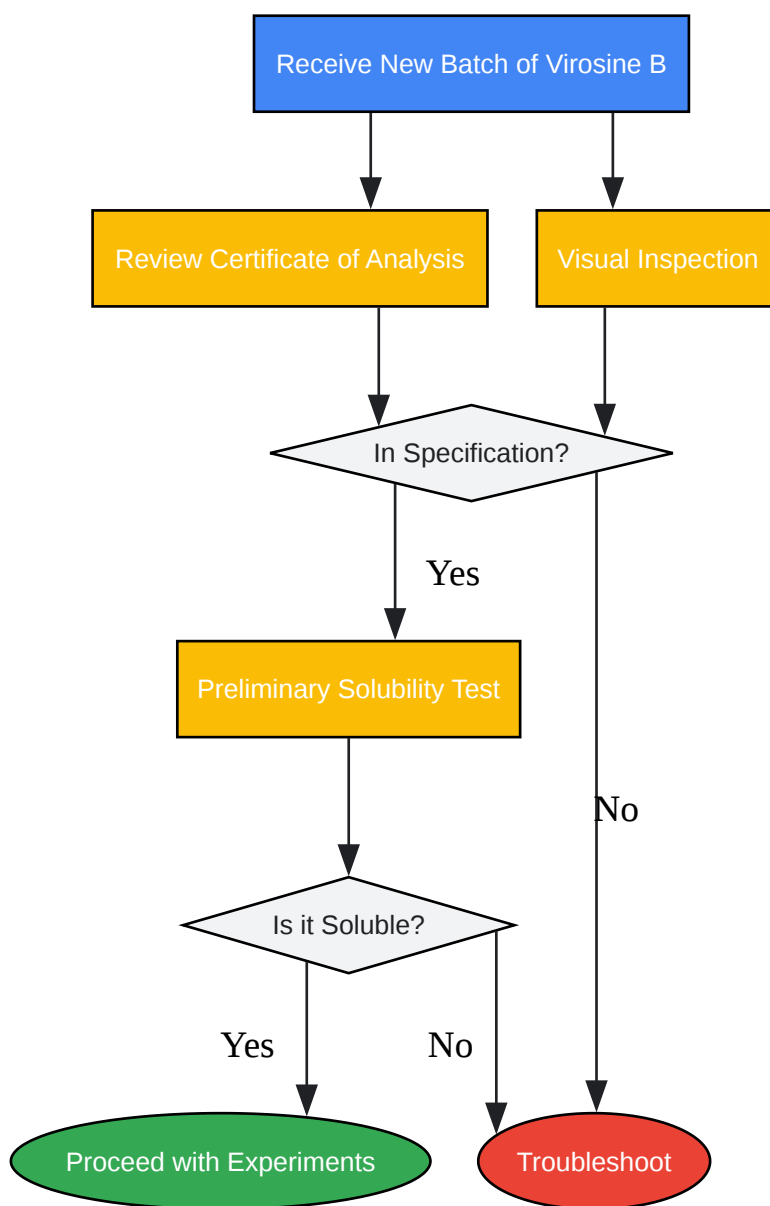 Receive New Batch of Virosine B
Review Certificate of Analysis
Visual Inspection
In Specification?
Yes
Preliminary Solubility Test
No
Is it Soluble?
Yes
No
Proceed with Experiments
Troubleshoot